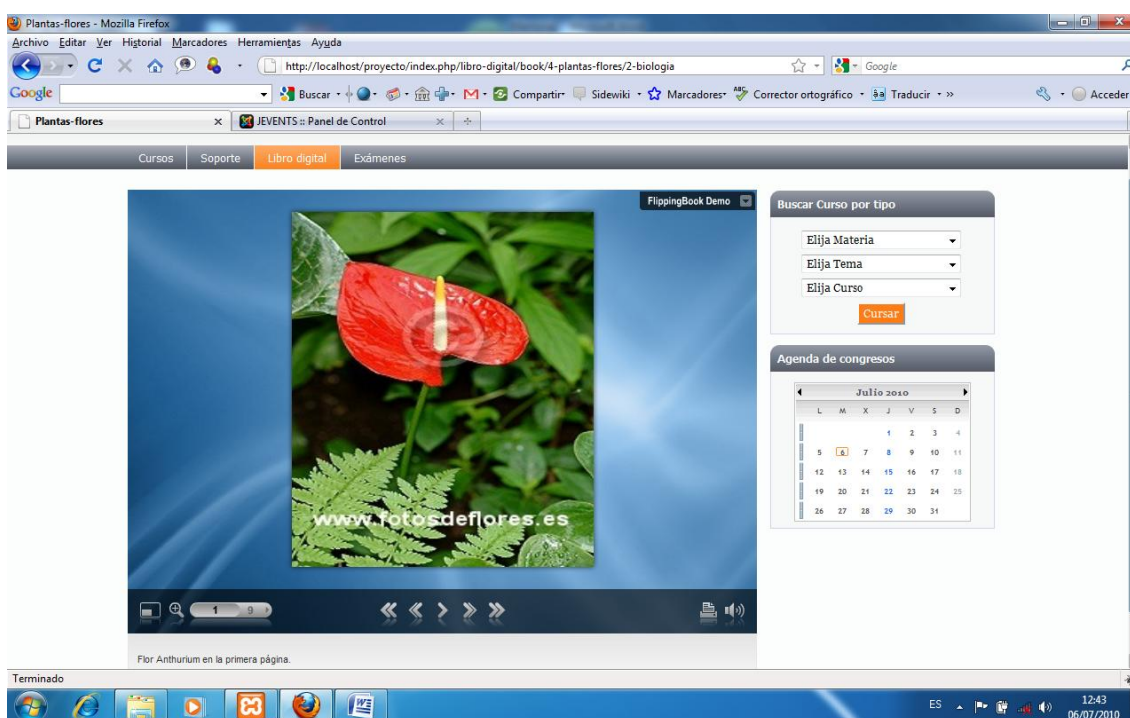 Plantas-flores - Mozilla Firefox
Archivo Editar Ver Historial Marcadores Herramientas Ayuda
http://localhost/proyecto/index.php/libro-digital/book/4-plantas-flores/2-biologia
Google
Google Buscar Compartir Sidewiki Marcadores ABC Corrector ortográfico Traducir » Acceder
Plantas-flores JEVENTS :: Panel de Control
Cursos Soporte Libro digital Exámenes
FlippingBook Demo
©
www.fotosdeflores.es
1 9
Flor Anthurium en la primera página.
Buscar Curso por tipo
Elija Materia
Elija Tema
Elija Curso
Cursar
Agenda de congresos
Julio 2010
L M X J V S D
1 2 3 4
5 6 7 8 9 10 11
12 13 14 15 16 17 18
19 20 21 22 23 24 25
26 27 28 29 30 31
Terminado
ES 12:43
06/07/2010